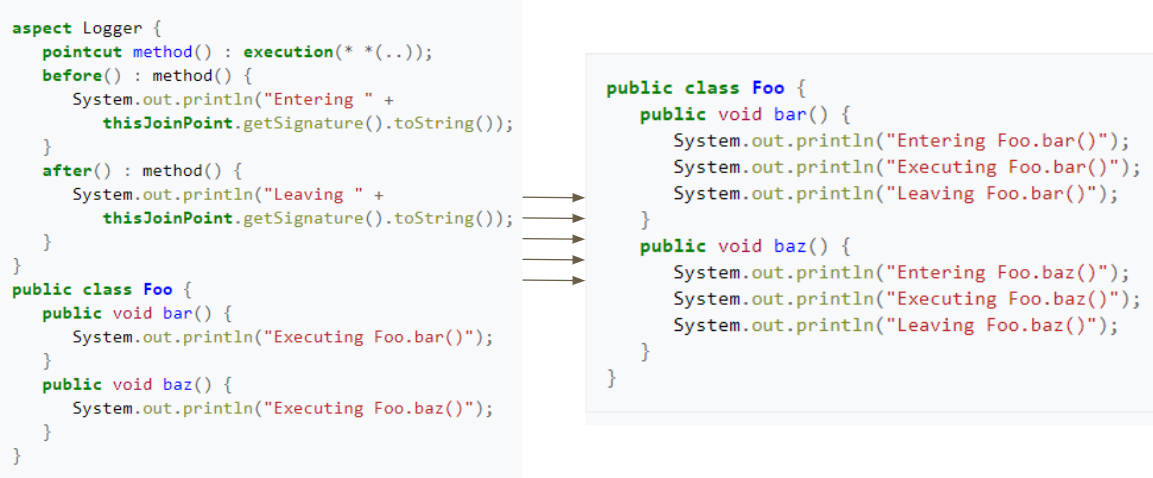 aspect Logger {
pointcut method() : execution(* *(..));
before() : method() {
System.out.println("Entering " +
thisJoinPoint.getSignature().toString());
}
after() : method() {
System.out.println("Leaving " +
thisJoinPoint.getSignature().toString());
}
}
public class Foo {
public void bar() {
System.out.println("Executing Foo.bar()");
}
public void baz() {
System.out.println("Executing Foo.baz()");
}
}
public class Foo {
public void bar() {
System.out.println("Entering Foo.bar()");
System.out.println("Executing Foo.bar()");
System.out.println("Leaving Foo.bar()");
}
public void baz() {
System.out.println("Entering Foo.baz()");
System.out.println("Executing Foo.baz()");
System.out.println("Leaving Foo.baz()");
}
}